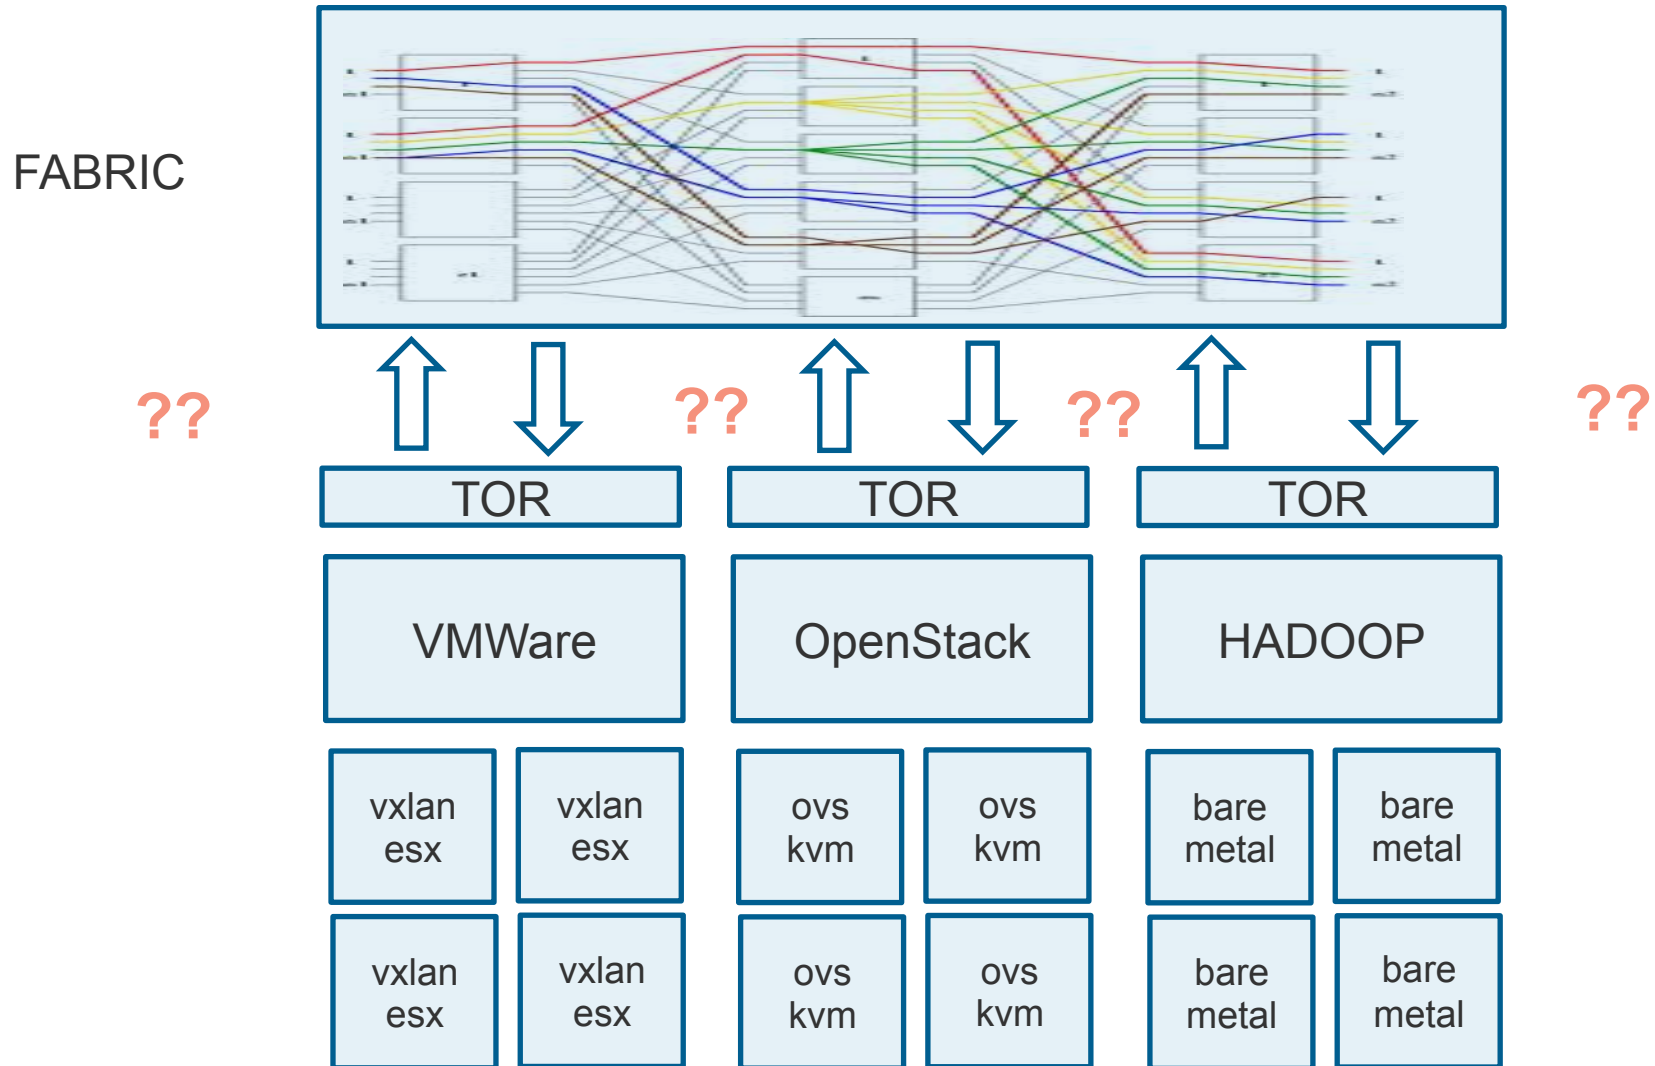 FABRIC
?? ?? ?? ??
TOR TOR TOR
VMWare OpenStack HADOOP
vxlan vxlan ovs ovs bare bare
esx esx kvm kvm metal metal
vxlan vxlan ovs ovs bare bare
esx esx kvm kvm metal metal